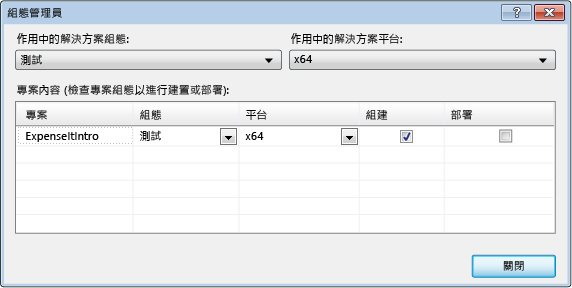 組態管理員
作用中的解決方案組態: 作用中的解決方案平台:
測試 x64
專案內容 (檢查專案組態以進行建置或部署):
專案 組態 平台 組建 部署
ExpenseItIntro 測試 x64
關閉